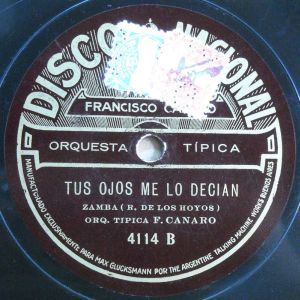 DISCO NACIONAL
FRANCISCO
ORQUESTA TÍPICA
TUS OJOS ME LO DECIAN
ZAMBA (R. DE LOS HOYOS)
ORQ. TIPICA F. CANARO
4114 B
MANUFACTURADO EXCLUSIVAMENTE PARA MAX GLUCKSMANN POR THE ARGENTINE TALKING MACHINE WORKS BUENOS AIRES